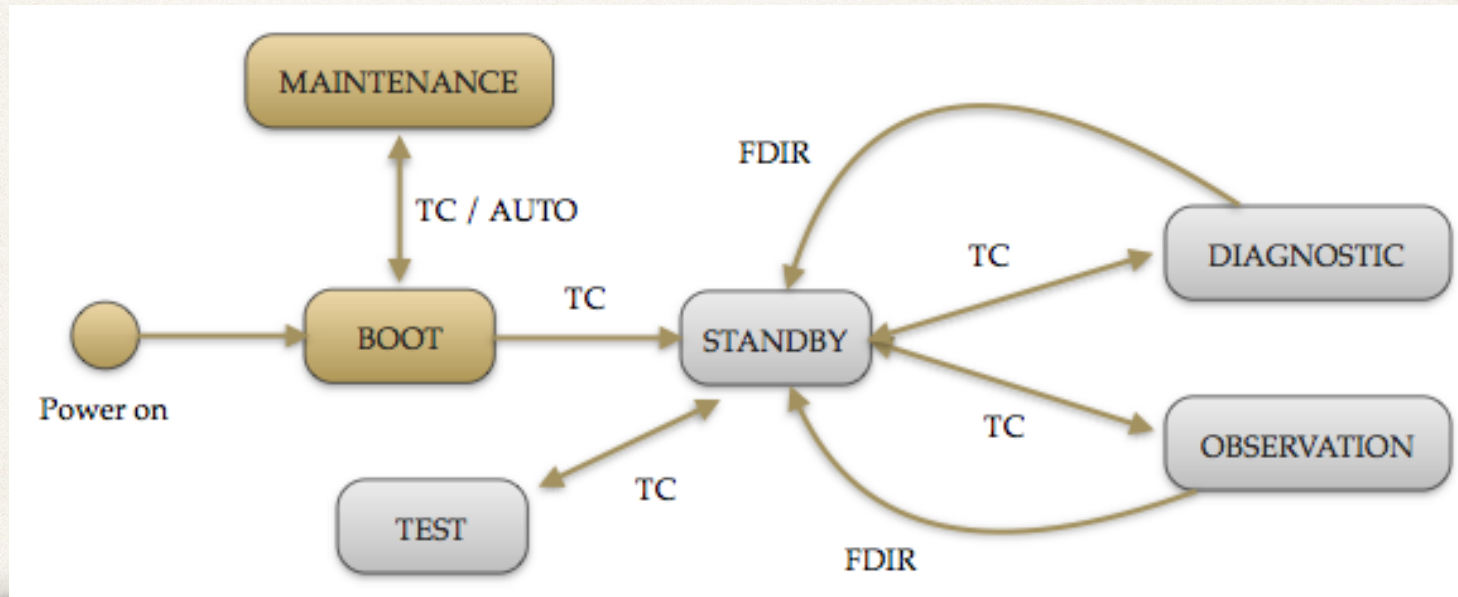 MAINTENANCE
FDIR
TC / AUTO
TC
DIAGNOSTIC
TC
BOOT
STANDBY
Power on
TC
OBSERVATION
TC
TEST
FDIR